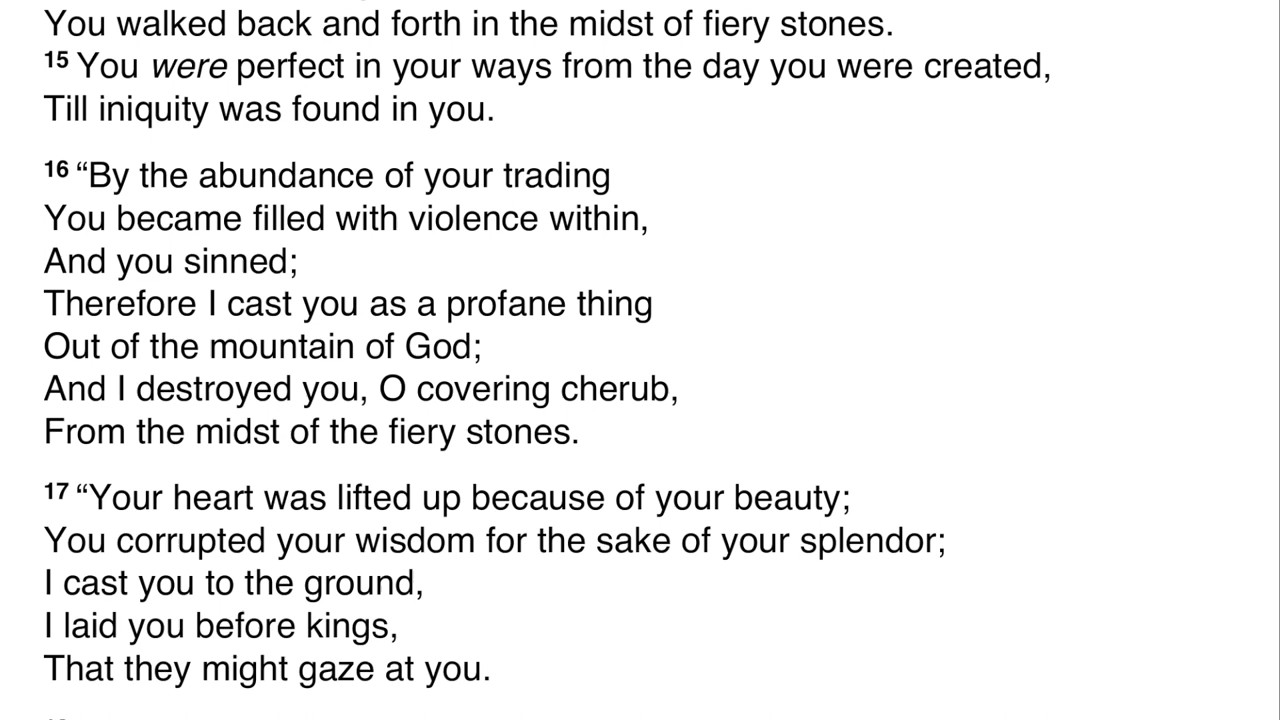 You walked back and forth in the midst of fiery stones.
15 You were perfect in your ways from the day you were created,
Till iniquity was found in you.
16 “By the abundance of your trading
You became filled with violence within,
And you sinned;
Therefore I cast you as a profane thing
Out of the mountain of God;
And I destroyed you, O covering cherub,
From the midst of the fiery stones.
17 “Your heart was lifted up because of your beauty;
You corrupted your wisdom for the sake of your splendor;
I cast you to the ground,
I laid you before kings,
That they might gaze at you.